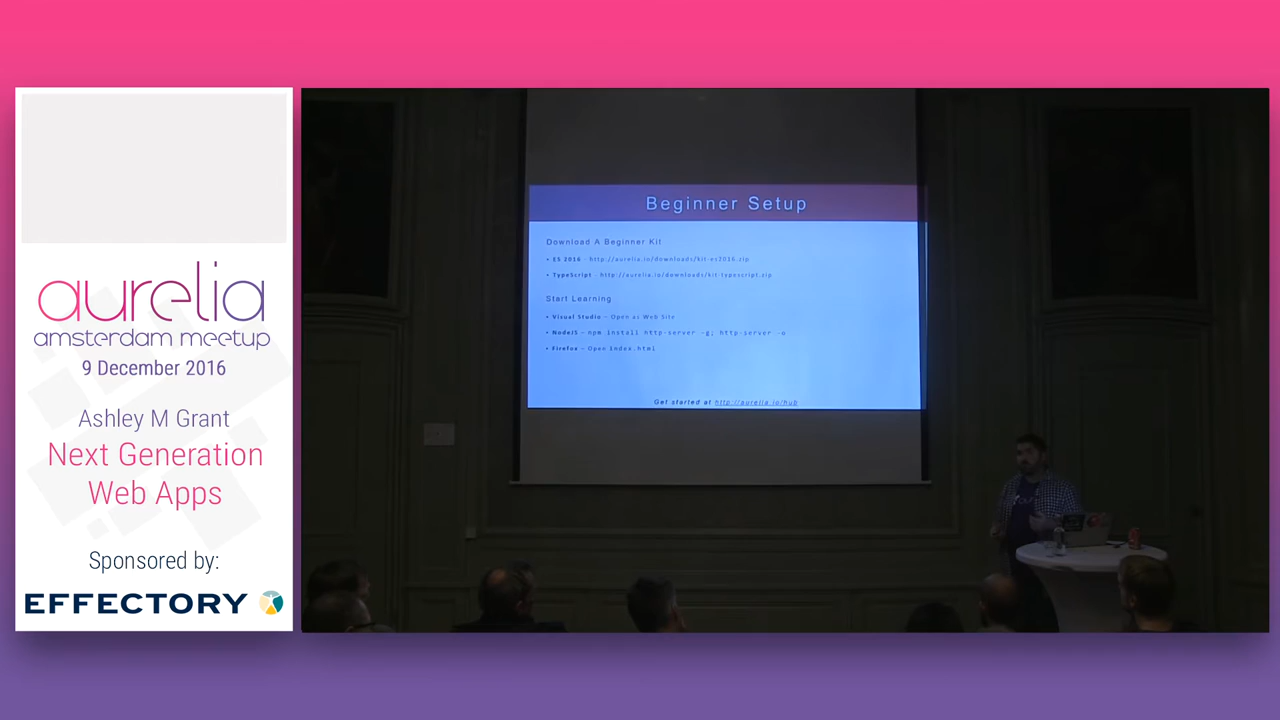 aurelia
amsterdam meetup
9 December 2016
Ashley M Grant
Next Generation
Web Apps
Sponsored by:
EFFECTORY
Beginner Setup
Download A Beginner Kit
• ES 2016 - http://aurelia.io/downloads/kit-es2016.zip
• TypeScript - http://aurelia.io/downloads/kit-typescript.zip
Start Learning
• Visual Studio – Open as Web Site
• NodeJS – npm install http-server -g; http-server -o
• Firefox – Open index.html
Get started at http://aurelia.io/hub